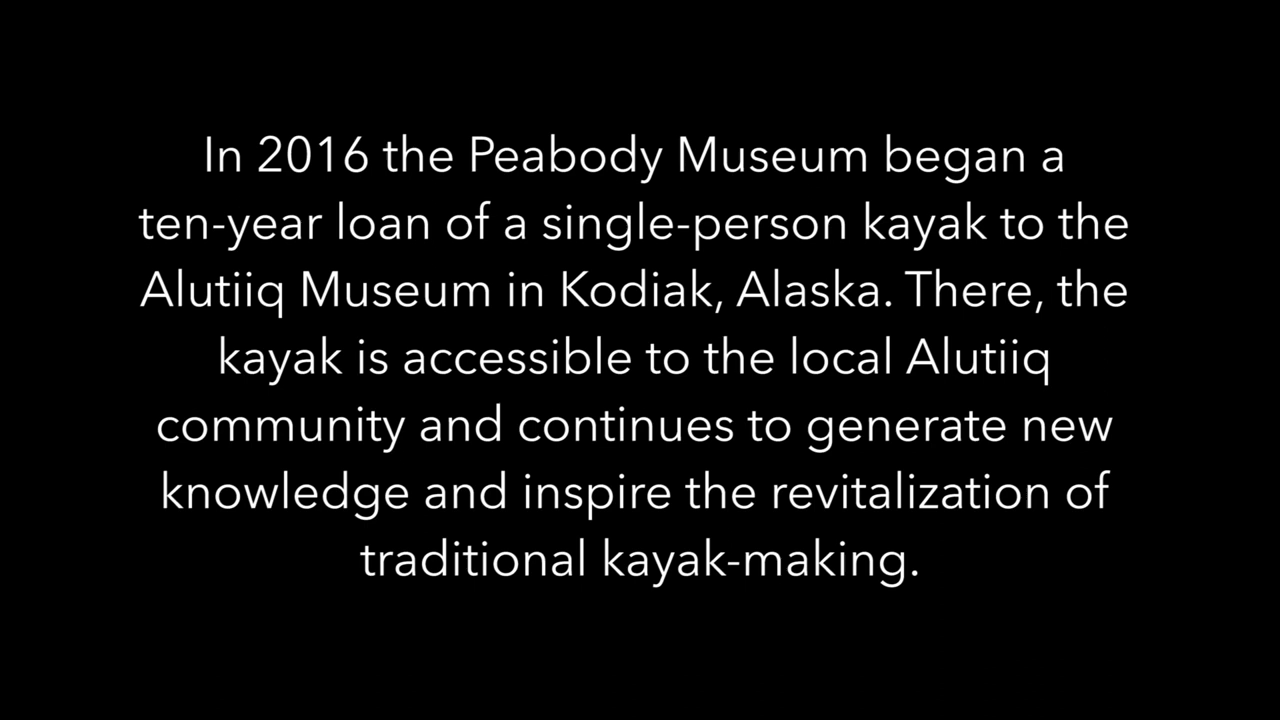 In 2016 the Peabody Museum began a
ten-year loan of a single-person kayak to the
Alutiiq Museum in Kodiak, Alaska. There, the
kayak is accessible to the local Alutiiq
community and continues to generate new
knowledge and inspire the revitalization of
traditional kayak-making.